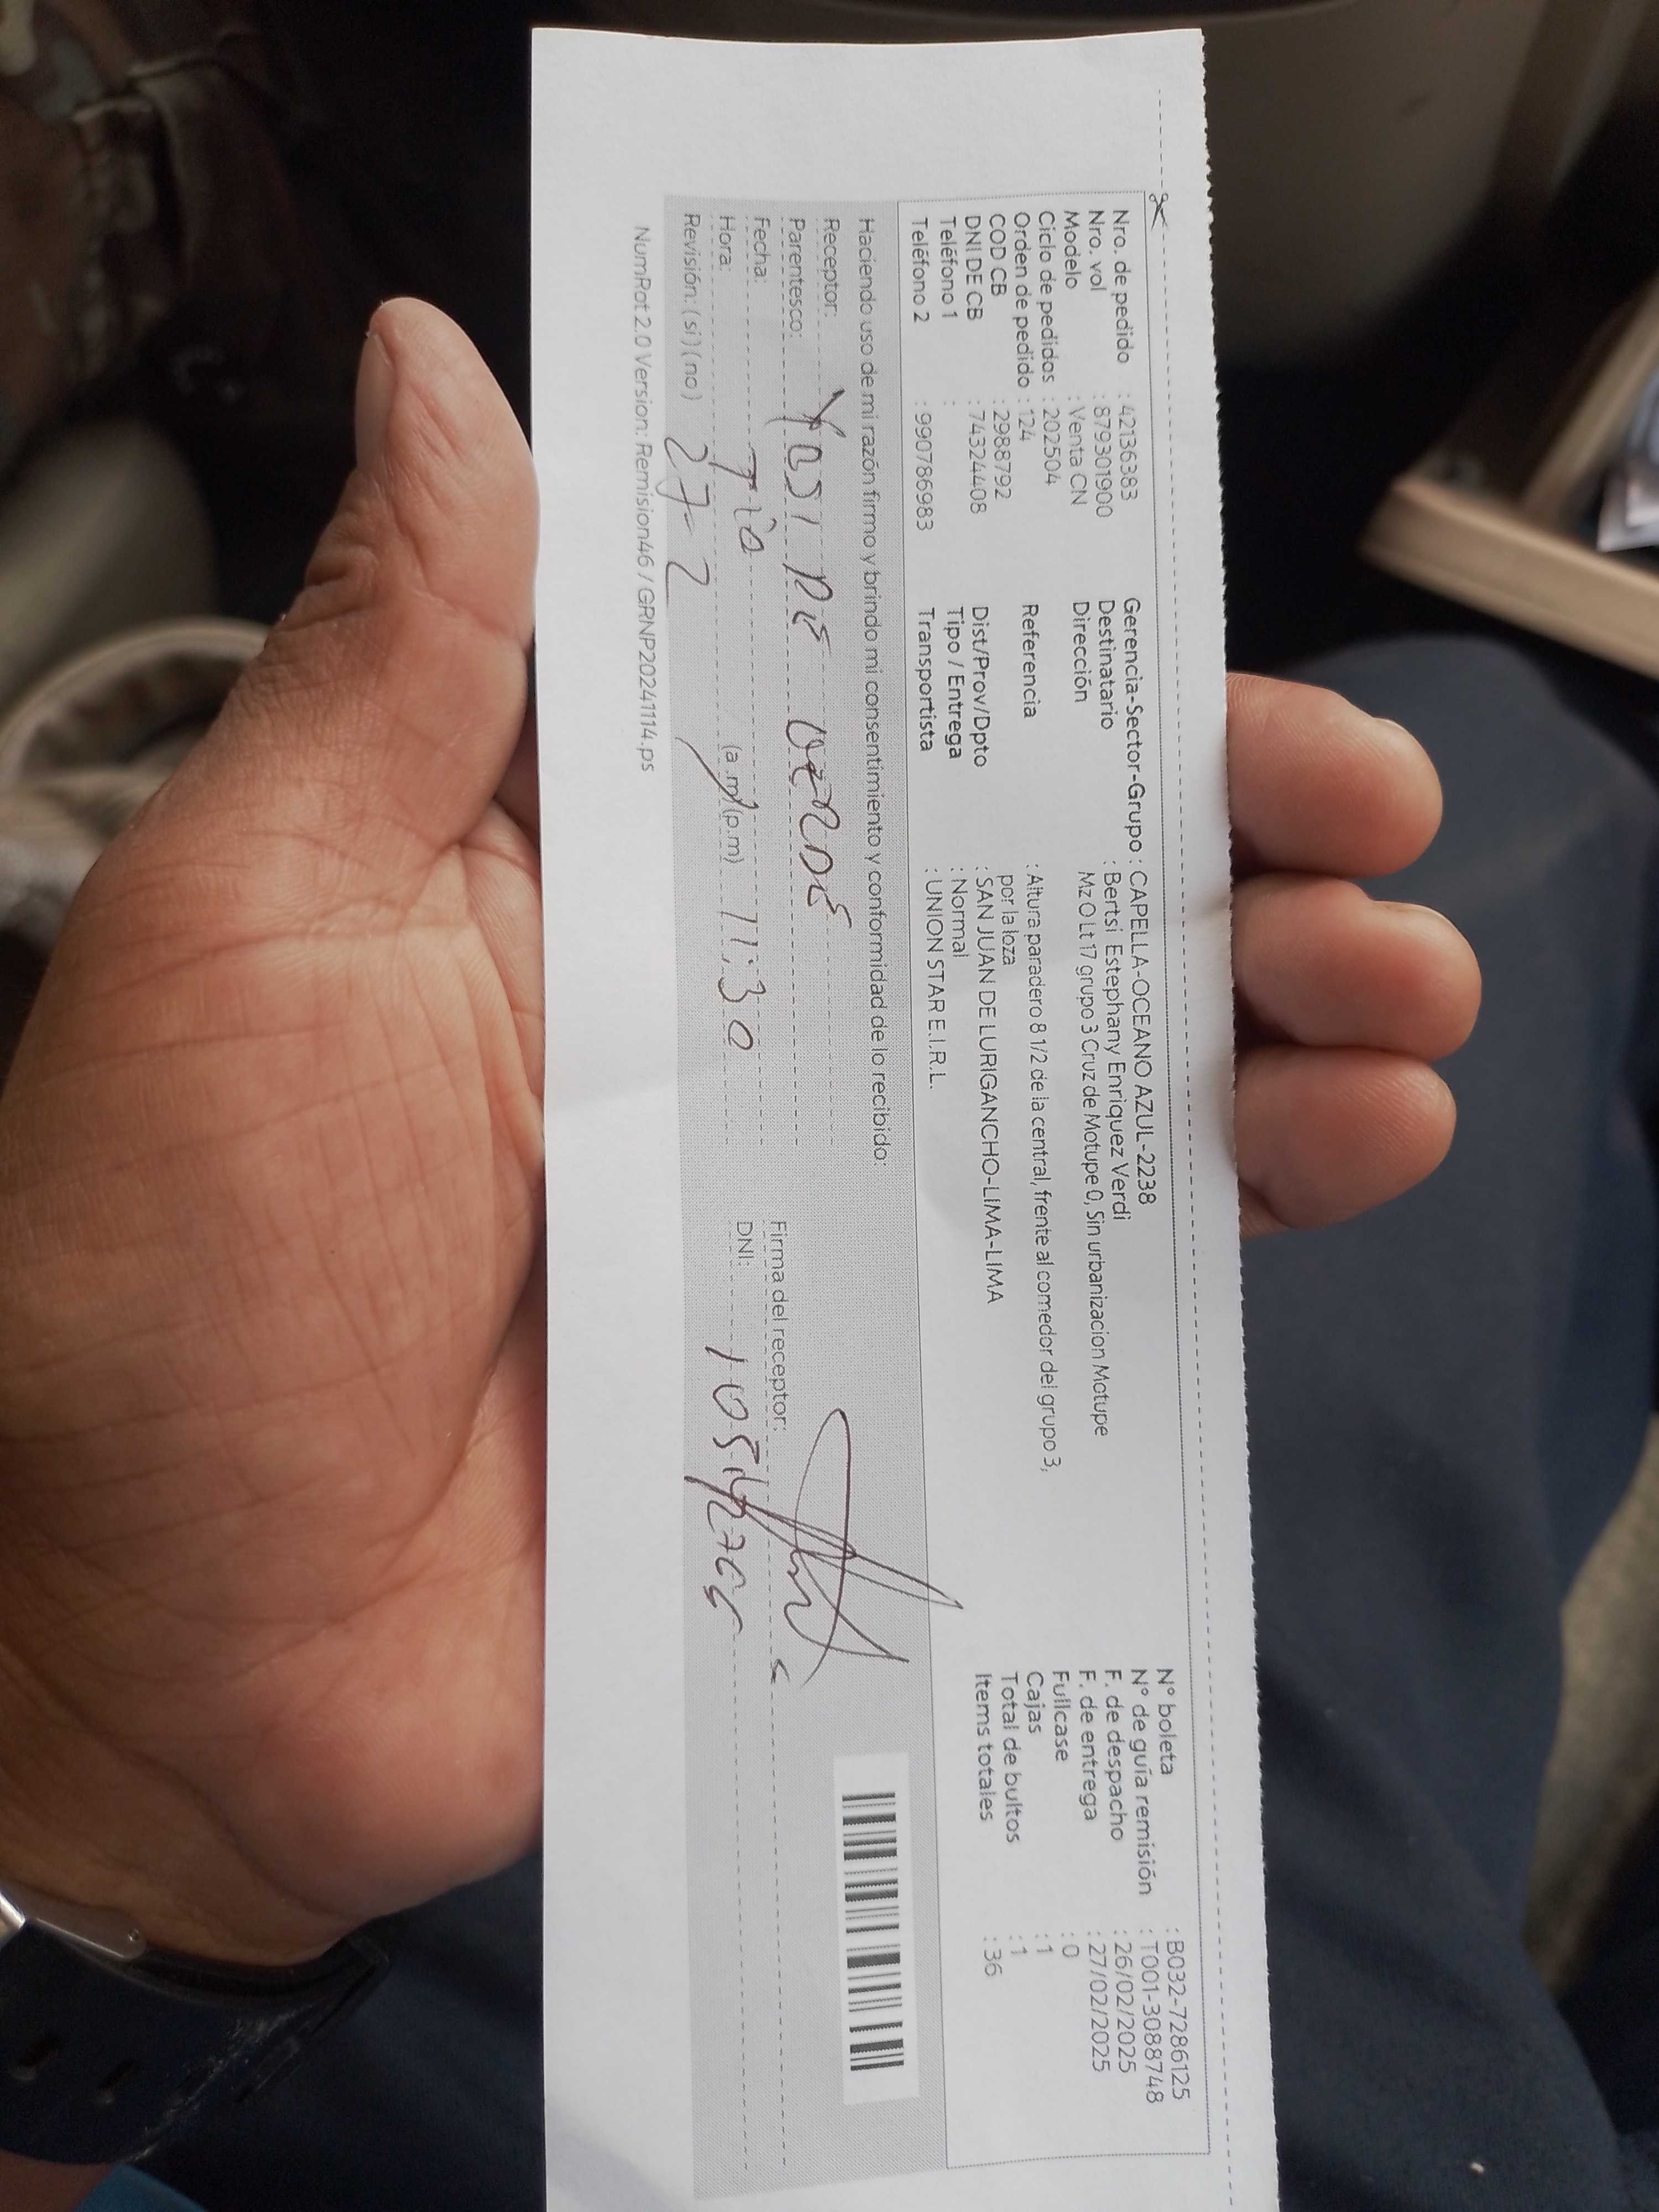 Nro. de pedido : 42136383
Nro. vol : 879301900
Modelo : Venta CN
Ciclo de pedidos : 202504
Orden de pedido : 124
COD CB : 2988792
DNI DE CB : 74324408
Teléfono 1 :
Teléfono 2 : 990786983
Gerencia-Sector-Grupo : CAPELLA-OCEANO AZUL-2238
Destinatario : Bertsi Estephany Enriquez Verdi
Dirección : Mz O Lt 17 grupo 3 Cruz de Motupe 0, Sin urbanizacion Motupe
Referencia : Altura paradero 8 1/2 de la central, frente al comedor del grupo 3,
por la loza
Dist/Prov/Dpto : SAN JUAN DE LURIGANCHO-LIMA-LIMA
Tipo / Entrega : Normal
Transportista : UNION STAR E.I.R.L.
N° boleta : B032-7286125
N° de guía remisión : T001-3088748
F. de despacho : 26/02/2025
F. de entrega : 27/02/2025
Fullcase : 0
Cajas : 1
Total de bultos : 1
Items totales : 36
Haciendo uso de mi razón firmo y brindo mi consentimiento y conformidad de lo recibido:
Receptor:
Parentesco: Tia
Fecha: 27-2
Hora: (a.m)(p.m) 11:30
Revisión: (si)(no)
Firma del receptor:
DNI:
NumRot 2.0 Version: Remision46 / GRNP20241114.ps